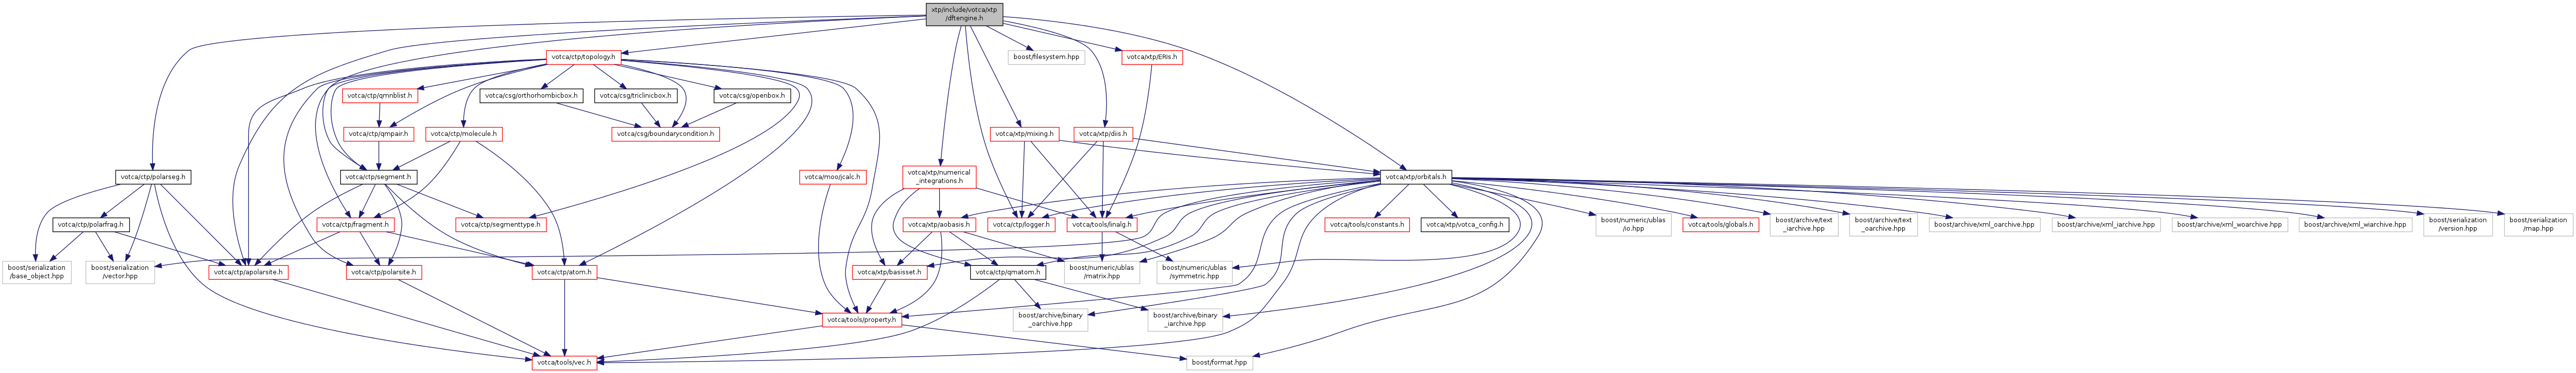 xtp/include/votca/xtp
/dftengine.h
votca/ctp/topology.h
boost/filesystem.hpp
votca/xtp/ERIs.h
votca/ctp/qmnblist.h
votca/csg/orthorhombicbox.h
votca/csg/triclinicbox.h
votca/csg/openbox.h
votca/ctp/qmpair.h
votca/ctp/molecule.h
votca/csg/boundarycondition.h
votca/xtp/mixing.h
votca/xtp/diis.h
votca/ctp/polarseg.h
votca/ctp/segment.h
votca/moo/jcalc.h
votca/xtp/numerical
_integrations.h
votca/xtp/orbitals.h
votca/ctp/polarfrag.h
votca/ctp/fragment.h
votca/ctp/segmenttype.h
votca/xtp/aobasis.h
votca/ctp/logger.h
votca/tools/linalg.h
votca/tools/constants.h
votca/xtp/votca_config.h
boost/numeric/ublas
/io.hpp
votca/tools/globals.h
boost/archive/text
_iarchive.hpp
boost/archive/text
_oarchive.hpp
boost/archive/xml_oarchive.hpp
boost/archive/xml_iarchive.hpp
boost/archive/xml_woarchive.hpp
boost/archive/xml_wiarchive.hpp
boost/serialization
/version.hpp
boost/serialization
/map.hpp
boost/serialization
/base_object.hpp
boost/serialization
/vector.hpp
votca/ctp/apolarsite.h
votca/ctp/polarsite.h
votca/ctp/atom.h
votca/xtp/basisset.h
votca/ctp/qmatom.h
boost/numeric/ublas
/matrix.hpp
boost/numeric/ublas
/symmetric.hpp
votca/tools/property.h
boost/archive/binary
_oarchive.hpp
boost/archive/binary
_iarchive.hpp
votca/tools/vec.h
boost/format.hpp